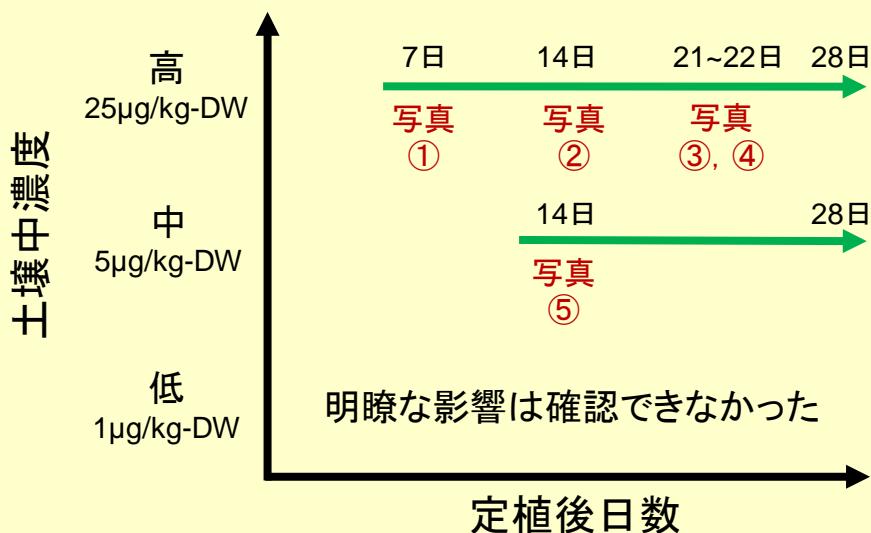 土壌中濃度
高
25µg/kg-DW
7日
14日
21~22日
28日
写真
①
写真
②
写真
③, ④
中
5µg/kg-DW
14日
28日
写真
⑤
低
1µg/kg-DW
明瞭な影響は確認できなかった
定植後日数